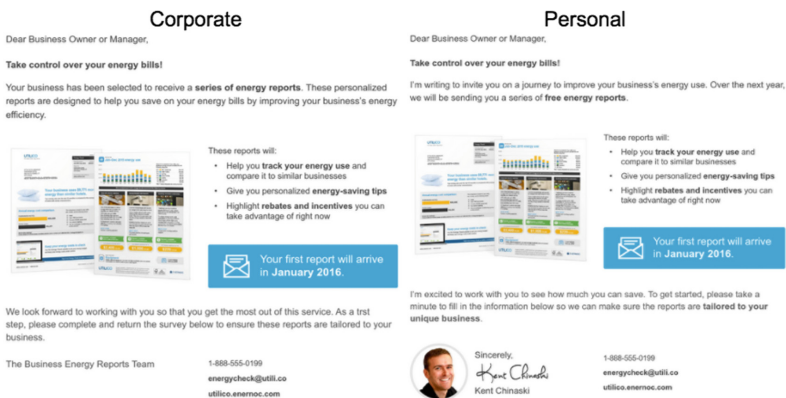 Corporate
Dear Business Owner or Manager,
Take control over your energy bills!
Your business has been selected to receive a series of energy reports. These personalized
reports are designed to help you save on your energy bills by improving your business's energy
efficiency.
These reports will:
• Help you track your energy use and
compare it to similar businesses
• Give you personalized energy-saving tips
• Highlight rebates and incentives you can
take advantage of right now
Your first report will arrive
in January 2016.
We look forward to working with you so that you get the most out of this service. As a trst
step, please complete and return the survey below to ensure these reports are tailored to your
business.
The Business Energy Reports Team
1-888-555-0199
energycheck@utili.co
utilico.enernoc.com
Personal
Dear Business Owner or Manager,
Take control over your energy bills!
I'm writing to invite you on a journey to improve your business's energy use. Over the next year,
we will be sending you a series of free energy reports.
These reports will:
• Help you track your energy use and
compare it to similar businesses
• Give you personalized energy-saving tips
• Highlight rebates and incentives you can
take advantage of right now
Your first report will arrive
in January 2016.
I'm excited to work with you to see how much you can save. To get started, please take a
minute to fill in the information below so we can make sure the reports are tailored to your
unique business.
Sincerely,
Kent Chinaski
Kent Chinaski
1-888-555-0199
energycheck@utili.co
utilico.enernoc.com